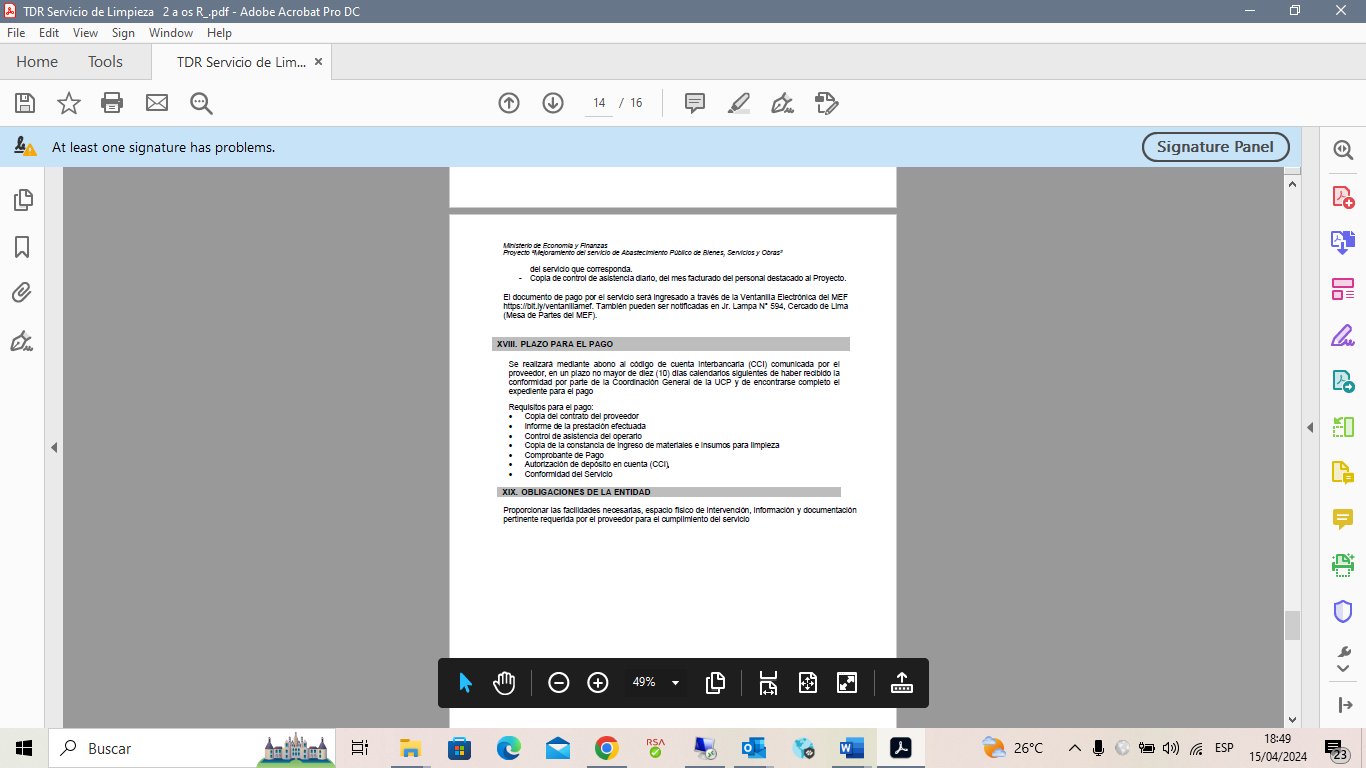 TDR Servicio de Limpieza   2 a os R_.pdf - Adobe Acrobat Pro DC
File Edit View Sign Window Help
Home Tools TDR Servicio de Lim... ×
14 / 16
At least one signature has problems.
Signature Panel
Ministerio de Economía y Finanzas
Proyecto "Mejoramiento del servicio de Abastecimiento Público de Bienes, Servicios y Obras"
del servicio que corresponda.
- Copia de control de asistencia diario, del mes facturado del personal destacado al Proyecto.
El documento de pago por el servicio será ingresado a través de la Ventanilla Electrónica del MEF
https://bit.ly/ventanillamef. También pueden ser notificadas en Jr. Lampa N° 594, Cercado de Lima
(Mesa de Partes del MEF).
XVIII. PLAZO PARA EL PAGO
Se realizará mediante abono al código de cuenta interbancaria (CCI) comunicada por el
proveedor, en un plazo no mayor de diez (10) días calendarios siguientes de haber recibido la
conformidad por parte de la Coordinación General de la UCP y de encontrarse completo el
expediente para el pago
Requisitos para el pago:
• Copia del contrato del proveedor
• Informe de la prestación efectuada
• Control de asistencia del operario
• Copia de la constancia de ingreso de materiales e insumos para limpieza
• Comprobante de Pago
• Autorización de depósito en cuenta (CCI),
• Conformidad del Servicio
XIX. OBLIGACIONES DE LA ENTIDAD
Proporcionar las facilidades necesarias, espacio físico de intervención, información y documentación
pertinente requerida por el proveedor para el cumplimiento del servicio
49%
Buscar
RSA
26°C
ESP
18:49
15/04/2024
23